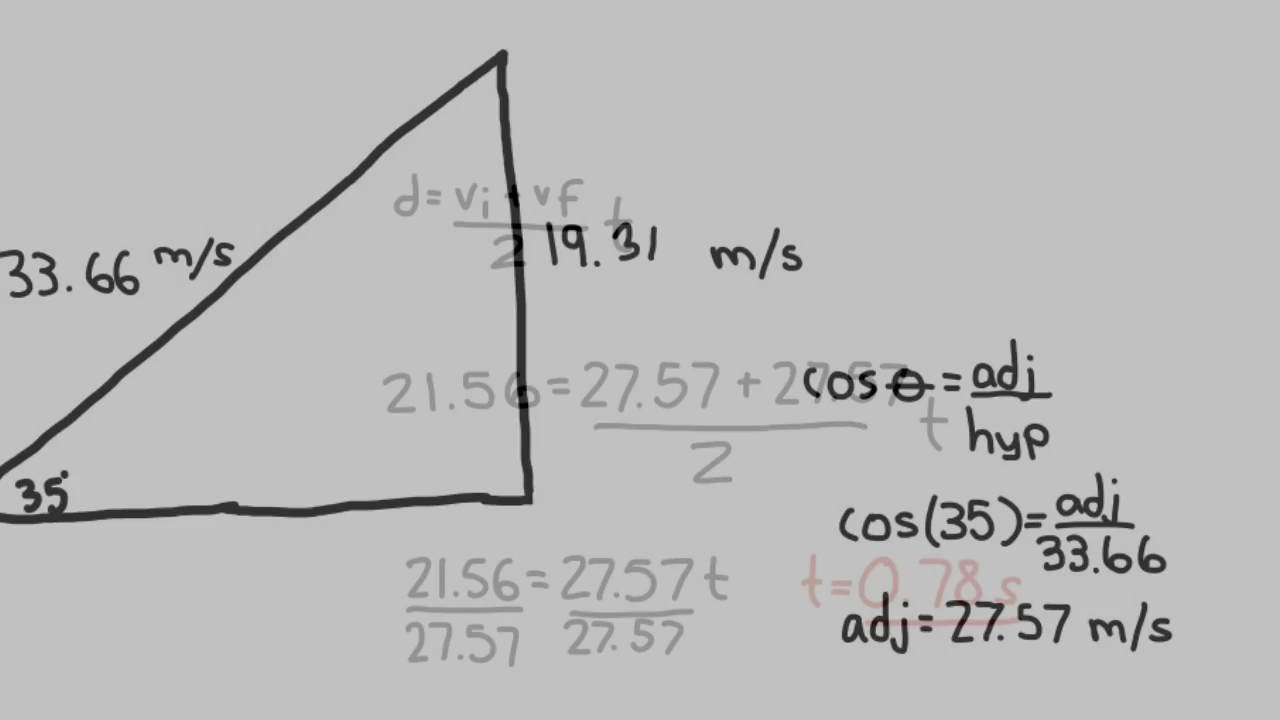 d = vi + vf
2
t
33.66 m/s
19.31 m/s
21.56 = 27.57 + 27.57
2
t
cos θ = adj
hyp
35°
cos(35) = adj
33.66
21.56 = 27.57 t
27.57 27.57
t = 0.78 s
adj = 27.57 m/s